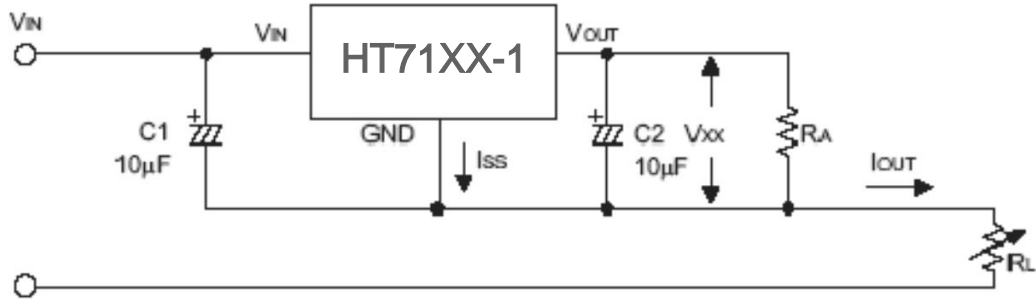 VIN
VIN
HT71XX-1
VOUT
GND
ISS
+
C1
10μF
+
C2
10μF
VXX
RA
IOUT
RL